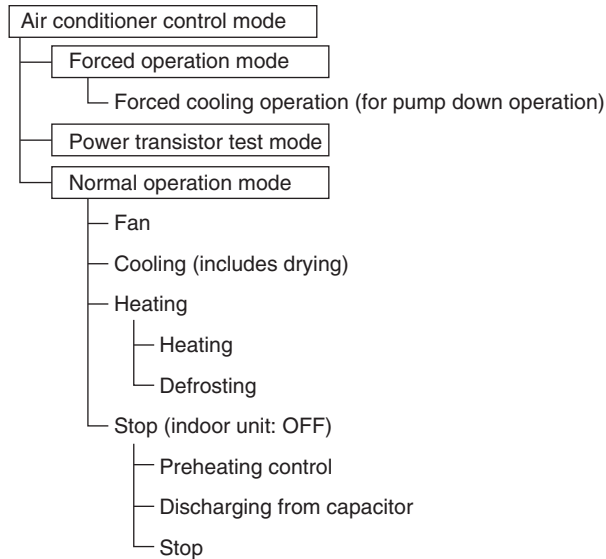 Air conditioner control mode
Forced operation mode
Forced cooling operation (for pump down operation)
Power transistor test mode
Normal operation mode
Fan
Cooling (includes drying)
Heating
Heating
Defrosting
Stop (indoor unit: OFF)
Preheating control
Discharging from capacitor
Stop